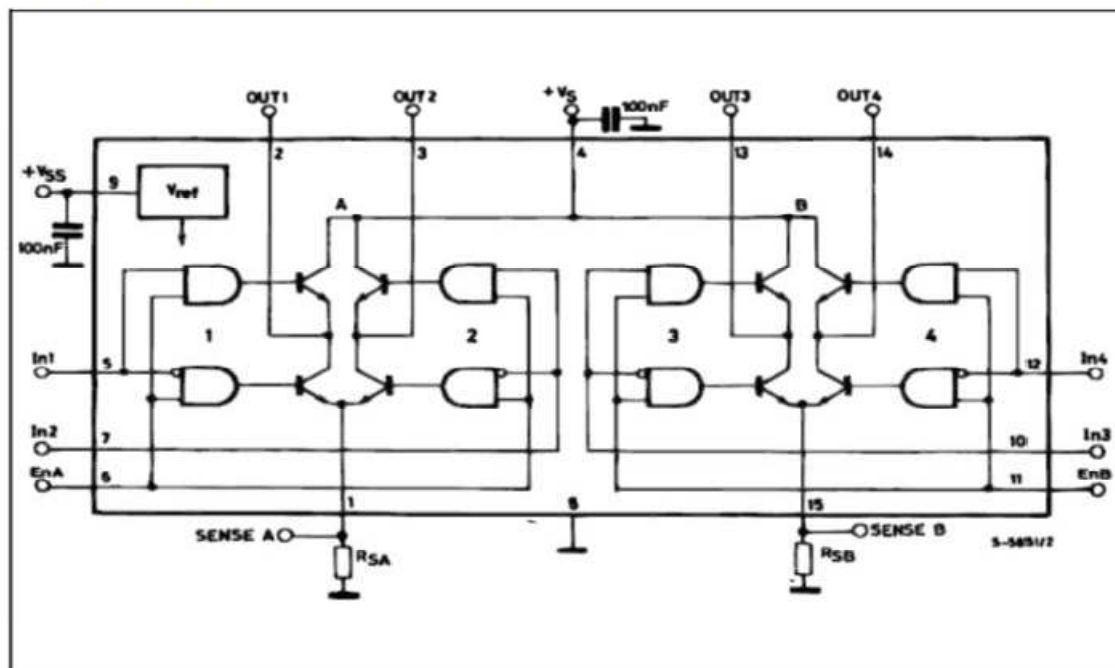 OUT1
OUT2
+Vs
100nF
OUT3
OUT4
2
3
4
13
14
+Vss
9
Vref
100nF
A
B
1
2
3
4
In1
5
12
In4
In2
7
10
In3
EnA
6
11
EnB
1
8
15
SENSE A
RSA
SENSE B
RSB
S-5851/2